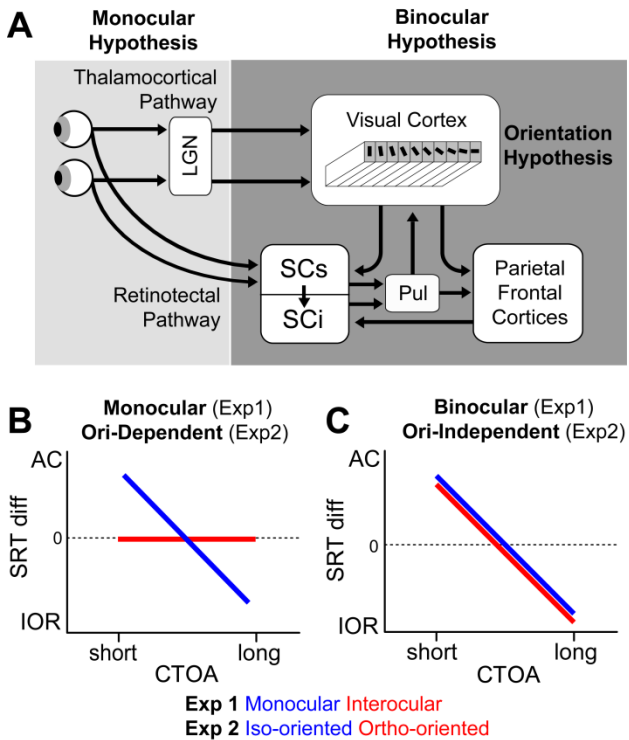 A
Monocular
Hypothesis
Binocular
Hypothesis
Thalamocortical
Pathway
LGN
Visual Cortex
Orientation
Hypothesis
Retinotectal
Pathway
SCs
SCi
Pul
Parietal
Frontal
Cortices
B
Monocular (Exp1)
Ori-Dependent (Exp2)
AC
0
IOR
SRT diff
short
long
CTOA
C
Binocular (Exp1)
Ori-Independent (Exp2)
AC
0
IOR
SRT diff
short
long
CTOA
Exp 1 Monocular Interocular
Exp 2 Iso-oriented Ortho-oriented